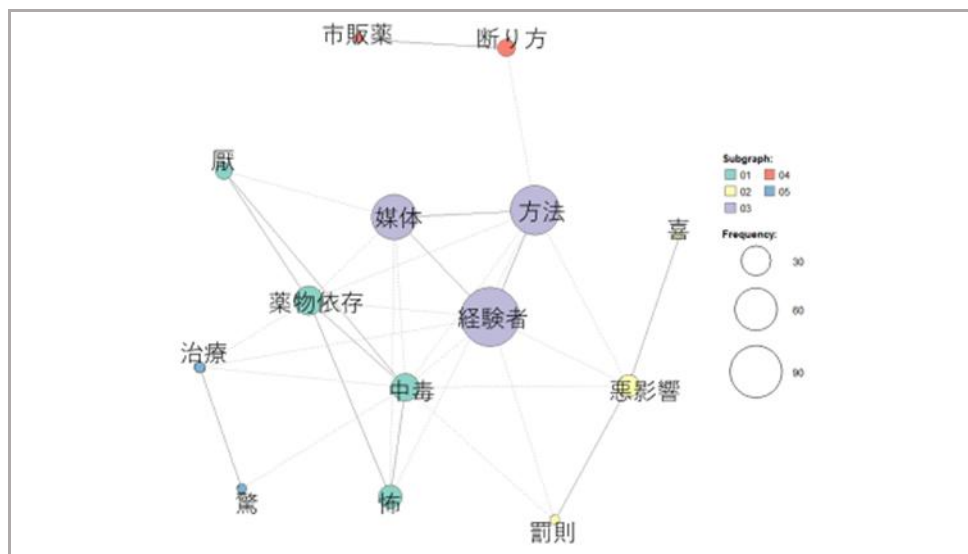 市販薬
断り方
厭
媒体
方法
喜
薬物依存
経験者
治療
中毒
悪影響
驚
怖
罰則
Subgraph:
01 04
02 05
03
Frequency:
30
60
90